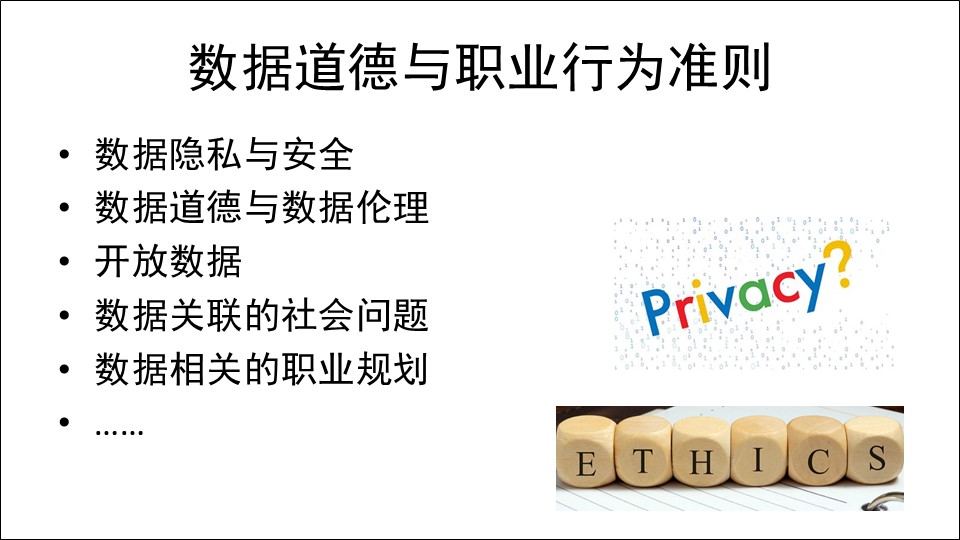 数据道德与职业行为准则
• 数据隐私与安全
• 数据道德与数据伦理
• 开放数据
• 数据关联的社会问题
• 数据相关的职业规划
• ……
Privacy?
ETHICS